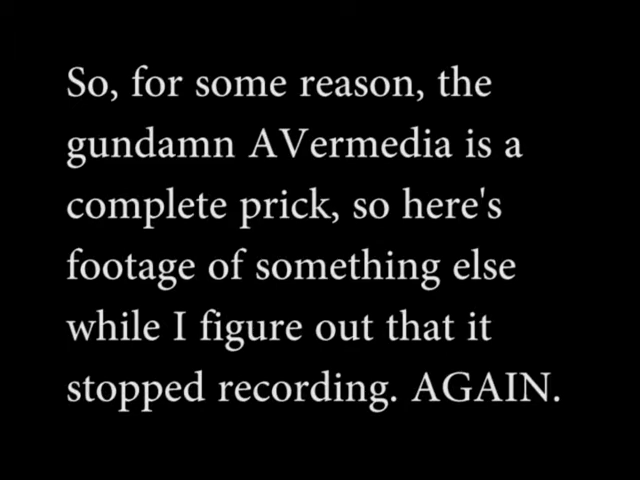 So, for some reason, the
gundamn AVermedia is a
complete prick, so here's
footage of something else
while I figure out that it
stopped recording. AGAIN.